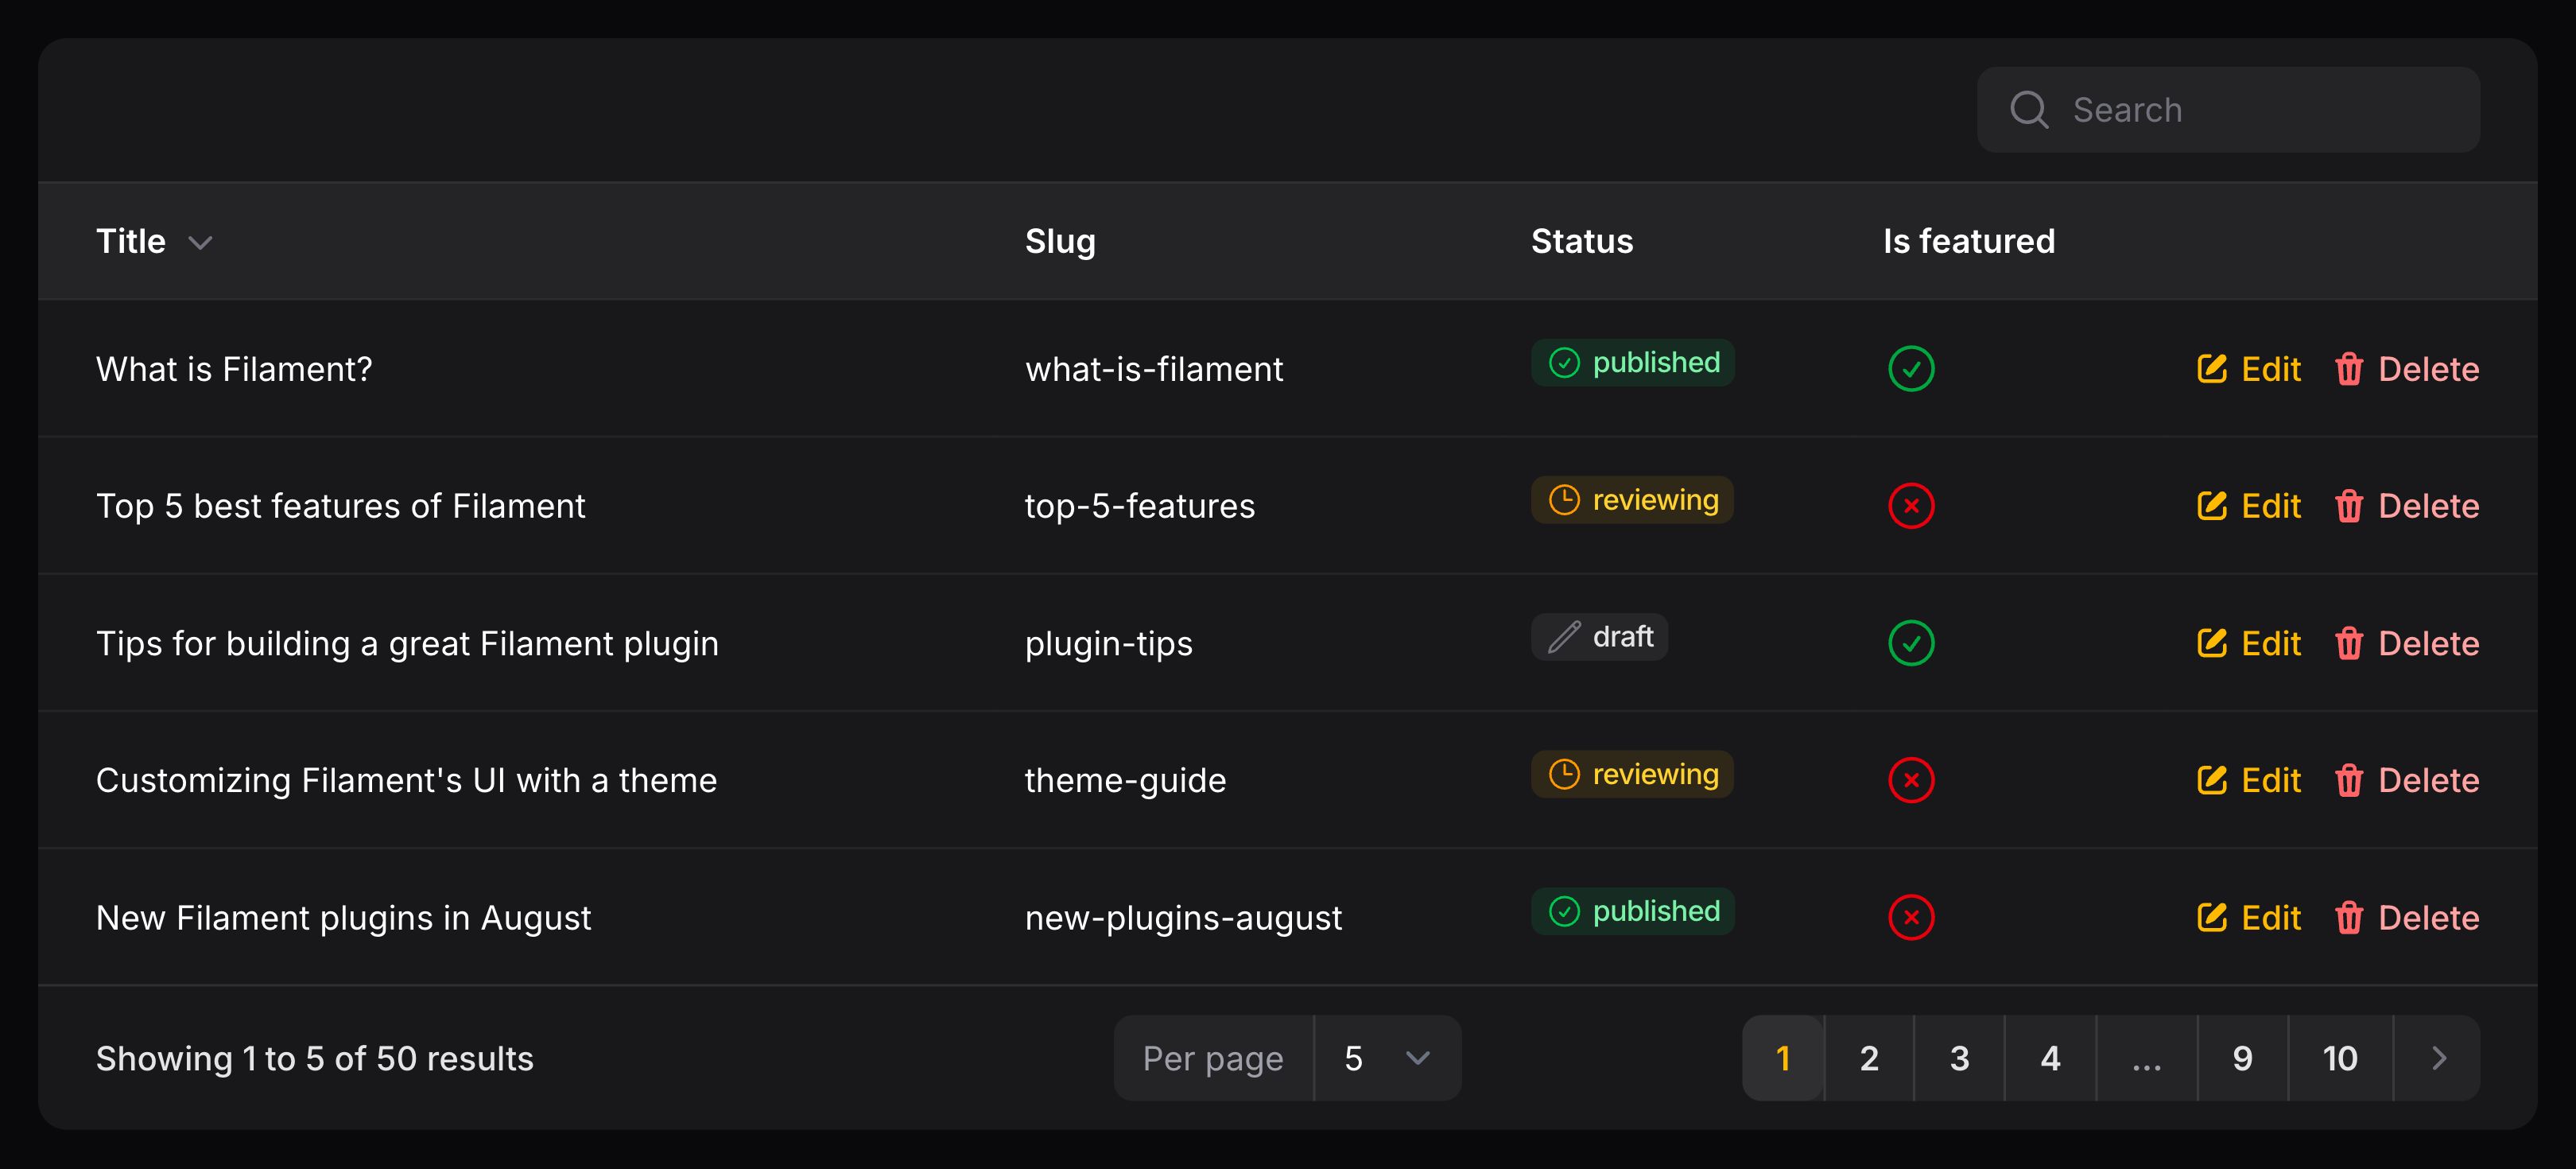 Search
Title Slug Status Is featured
What is Filament? what-is-filament published Edit Delete
Top 5 best features of Filament top-5-features reviewing Edit Delete
Tips for building a great Filament plugin plugin-tips draft Edit Delete
Customizing Filament's UI with a theme theme-guide reviewing Edit Delete
New Filament plugins in August new-plugins-august published Edit Delete
Showing 1 to 5 of 50 results Per page 5 1 2 3 4 ... 9 10